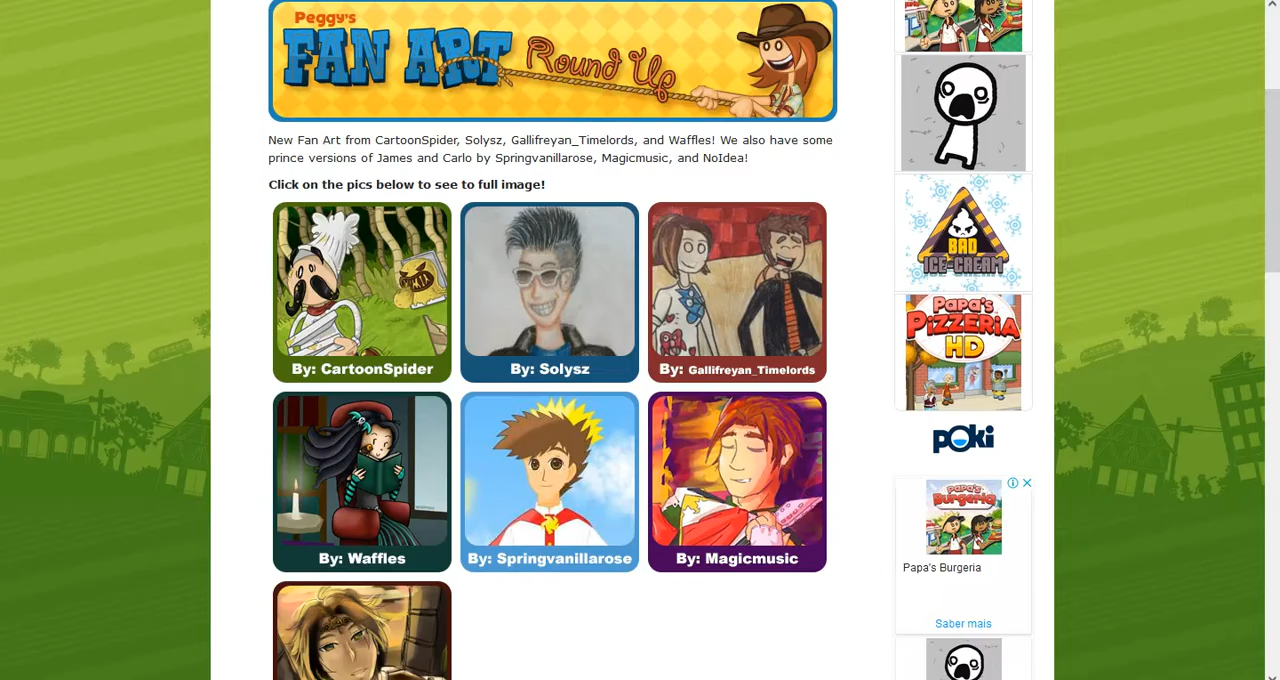 Peggy's
FAN ART Round Up
New Fan Art from CartoonSpider, Solysz, Gallifreyan_Timelords, and Waffles! We also have some
prince versions of James and Carlo by Springvanillarose, Magicmusic, and NoIdea!
Click on the pics below to see to full image!
By: CartoonSpider
By: Solysz
By: Gallifreyan_Timelords
By: Waffles
By: Springvanillarose
By: Magicmusic
BAD
ICE-CREAM
PAPA'S
PIZZERIA
HD
poki
PAPA'S
BURGERIA
Papa's Burgeria
Saber mais